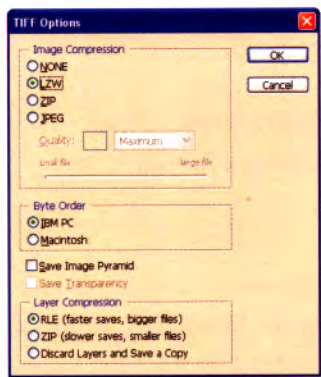 TIFF Options
Image Compression
NONE
LZW
ZIP
JPEG
Quality: Maximum
small file large file
OK
Cancel
Byte Order
IBM PC
Macintosh
Save Image Pyramid
Save Transparency
Layer Compression
RLE (faster saves, bigger files)
ZIP (slower saves, smaller files)
Discard Layers and Save a Copy